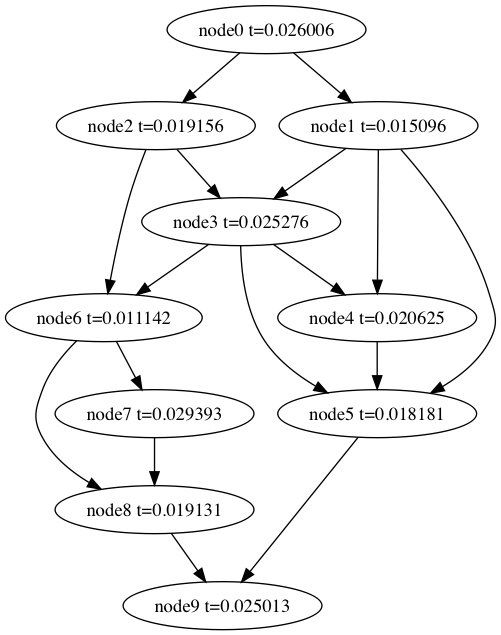 node0 t=0.026006
node2 t=0.019156
node1 t=0.015096
node3 t=0.025276
node6 t=0.011142
node4 t=0.020625
node7 t=0.029393
node5 t=0.018181
node8 t=0.019131
node9 t=0.025013